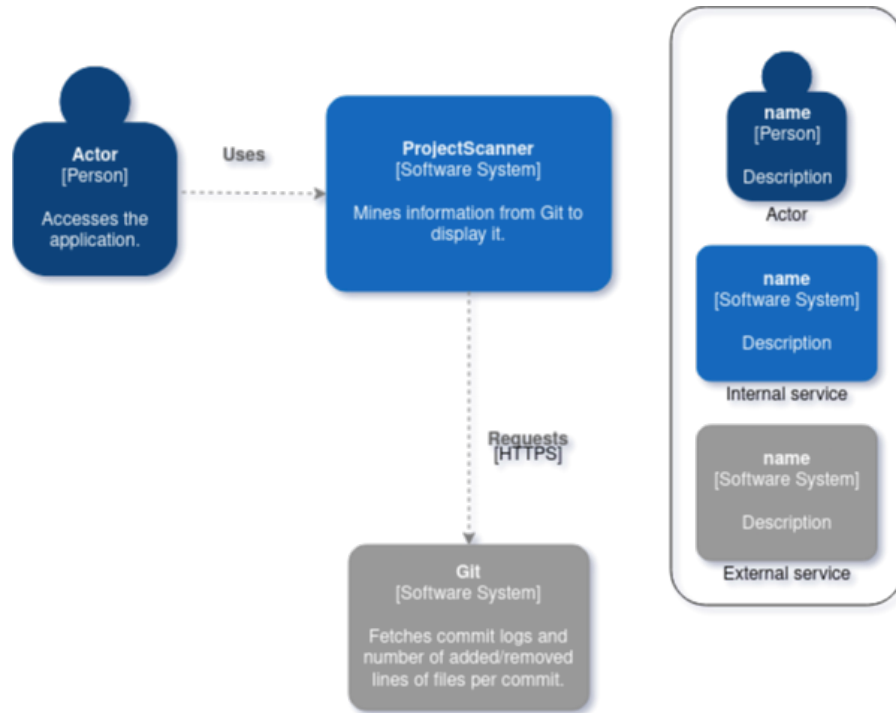 Actor
[Person]
Accesses the
application.
Uses
ProjectScanner
[Software System]
Mines information from Git to
display it.
Requests
[HTTPS]
Git
[Software System]
Fetches commit logs and
number of added/removed
lines of files per commit.
name
[Person]
Description
Actor
name
[Software System]
Description
Internal service
name
[Software System]
Description
External service